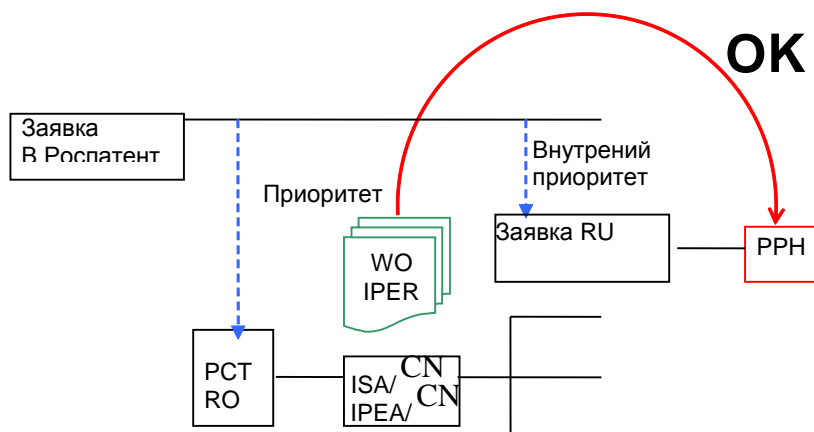 OK
Заявка
В Роспатент
Внутрений
приоритет
Приоритет
Заявка RU
PPH
WO
IPER
PCT
RO
ISA/ CN
IPEA/ CN